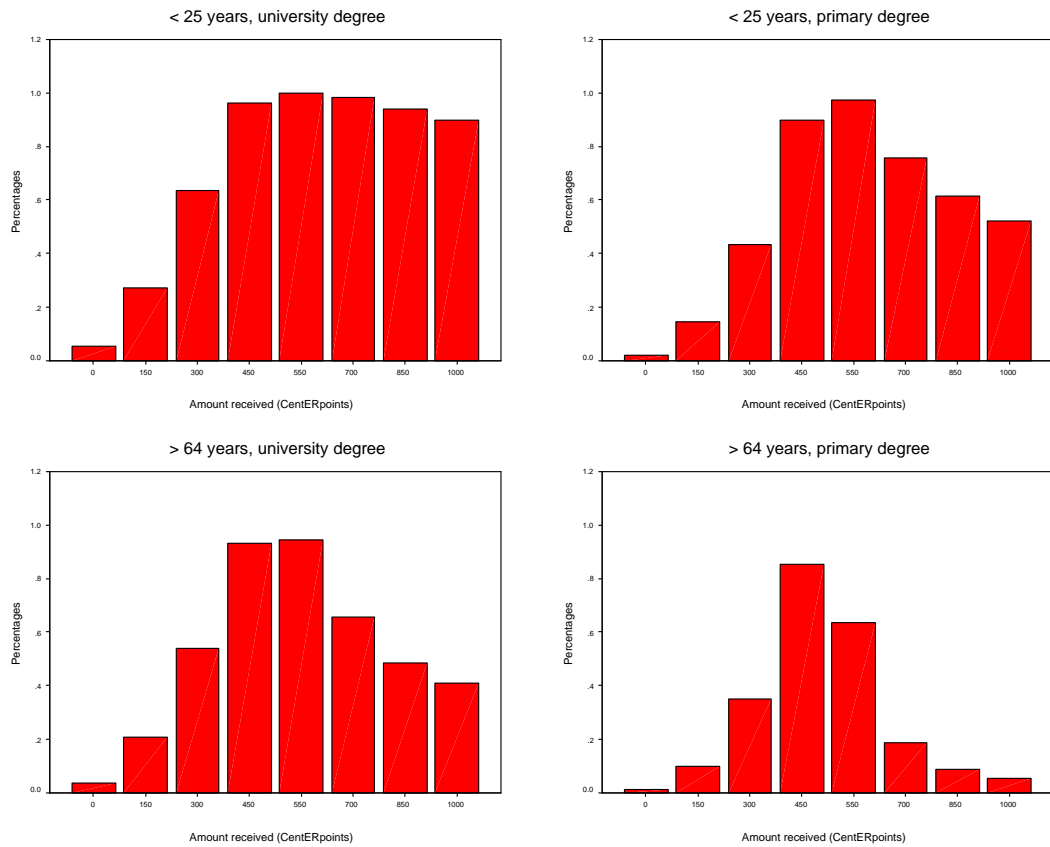 < 25 years, university degree
Percentages
1.2
1.0
.8
.6
.4
.2
0.0
0 150 300 450 550 700 850 1000
Amount received (CentERpoints)
< 25 years, primary degree
Percentages
1.2
1.0
.8
.6
.4
.2
0.0
0 150 300 450 550 700 850 1000
Amount received (CentERpoints)
> 64 years, university degree
Percentages
1.2
1.0
.8
.6
.4
.2
0.0
0 150 300 450 550 700 850 1000
Amount received (CentERpoints)
> 64 years, primary degree
Percentages
1.2
1.0
.8
.6
.4
.2
0.0
0 150 300 450 550 700 850 1000
Amount received (CentERpoints)